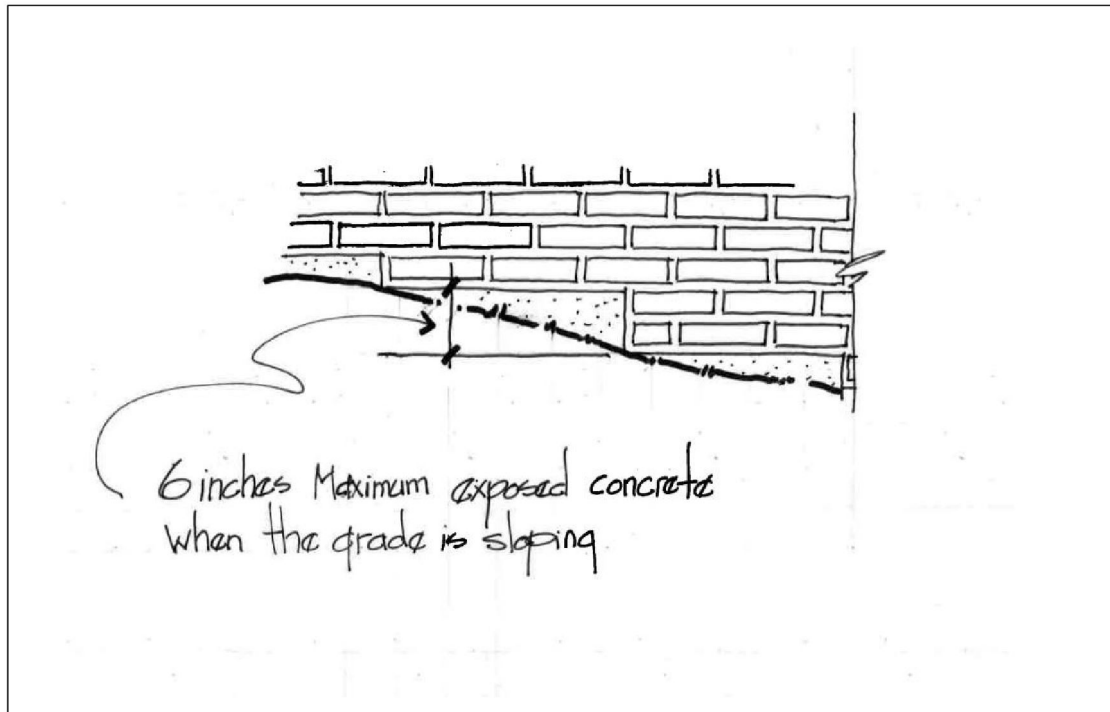 6 inches Maximum exposed concrete
when the grade is sloping